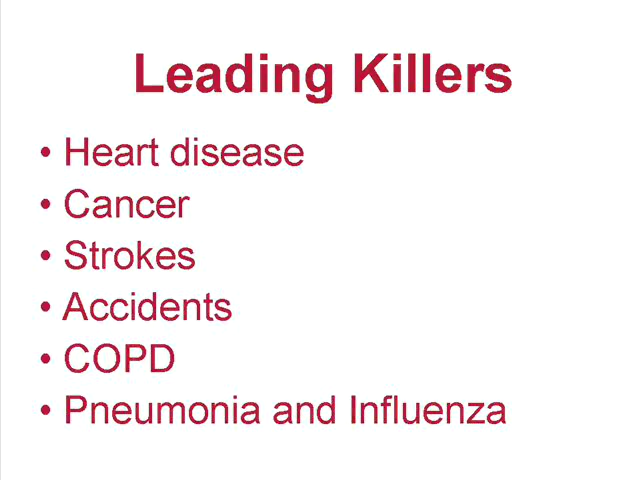 Leading Killers
• Heart disease
• Cancer
• Strokes
• Accidents
• COPD
• Pneumonia and Influenza